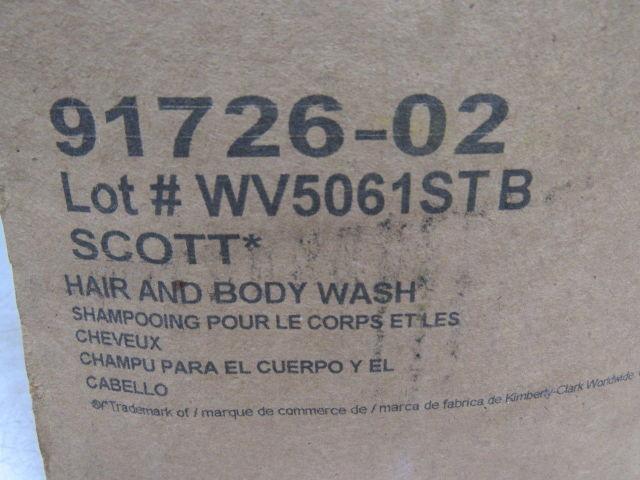 91726-02
Lot # WV5061STB
SCOTT*
HAIR AND BODY WASH
SHAMPOOING POUR LE CORPS ET LES
CHEVEUX
CHAMPU PARA EL CUERPO Y EL
CABELLO
®/*Trademark of / marque de commerce de / marca de fabrica de Kimberly-Clark Worldwide